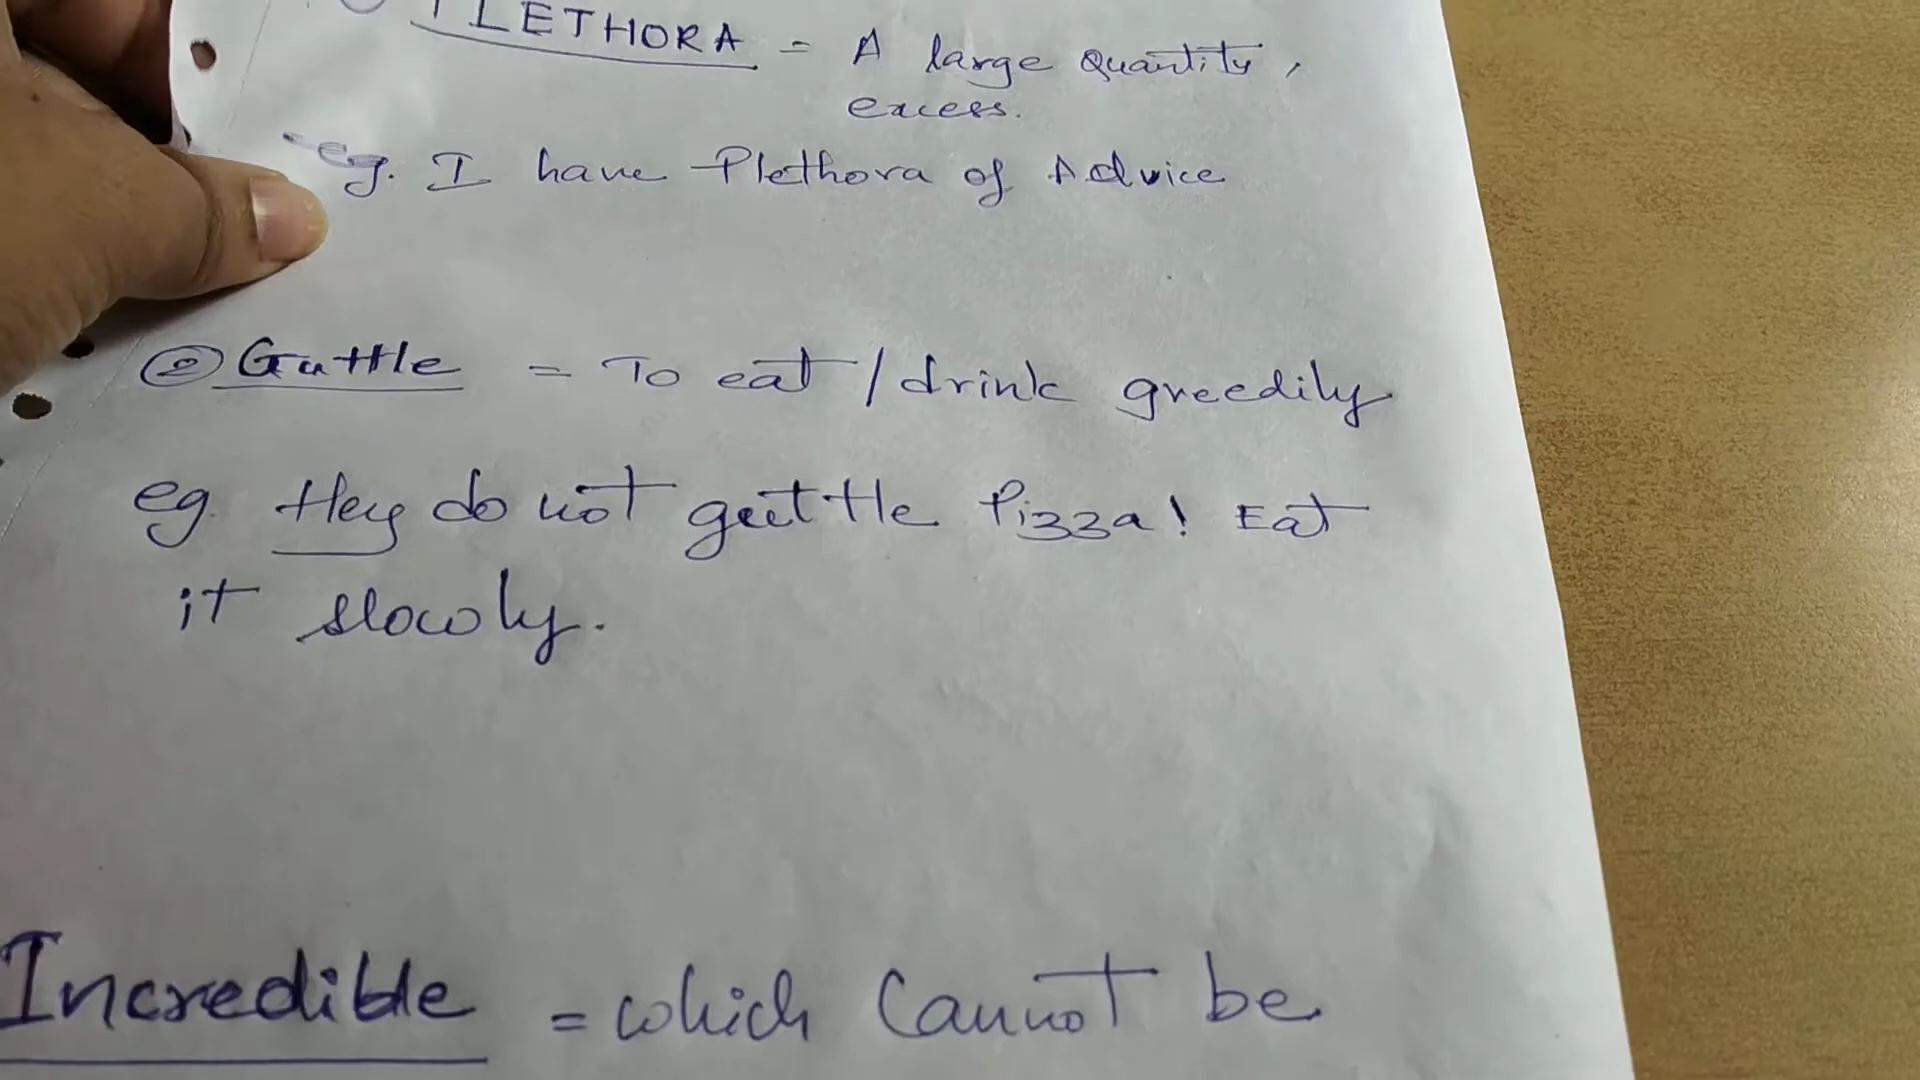 PLETHORA - A large Quantity,
excess.
eg. I have Plethora of Advice
② Guttle = To eat / drink greedily
eg. Hey do not guttle Pizza! Eat
it slowly.
Incredible = which cannot be